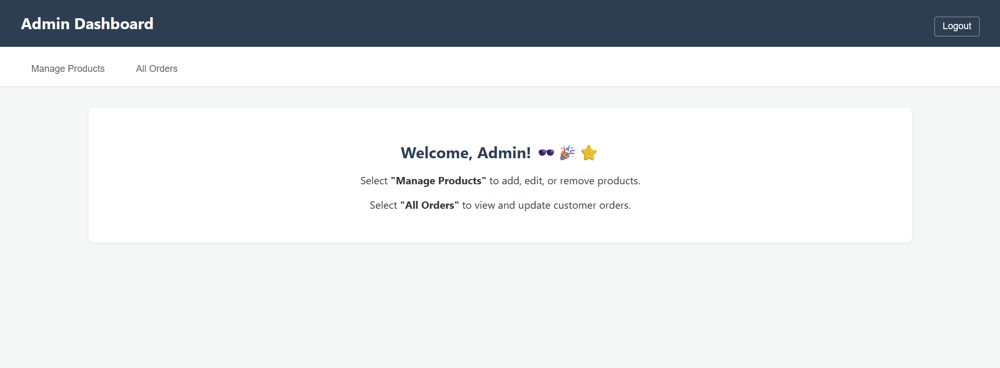 Admin Dashboard
Logout
Manage Products
All Orders
Welcome, Admin! 🕶️ 🎉 ⭐
Select "Manage Products" to add, edit, or remove products.
Select "All Orders" to view and update customer orders.